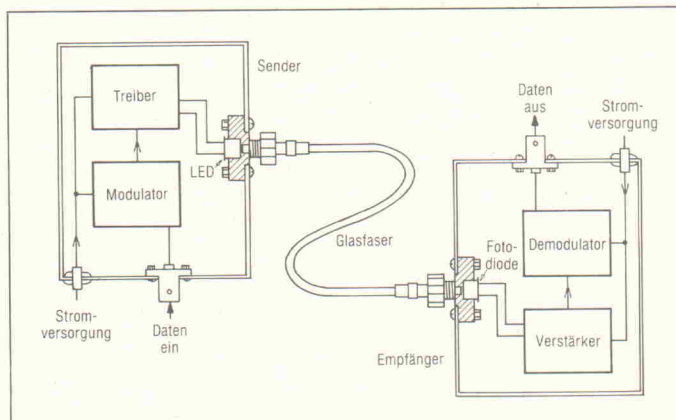 Sender
Treiber
LED
Modulator
Strom-
versorgung
Daten
ein
Glasfaser
Daten
aus
Strom-
versorgung
Foto-
diode
Demodulator
Verstärker
Empfänger